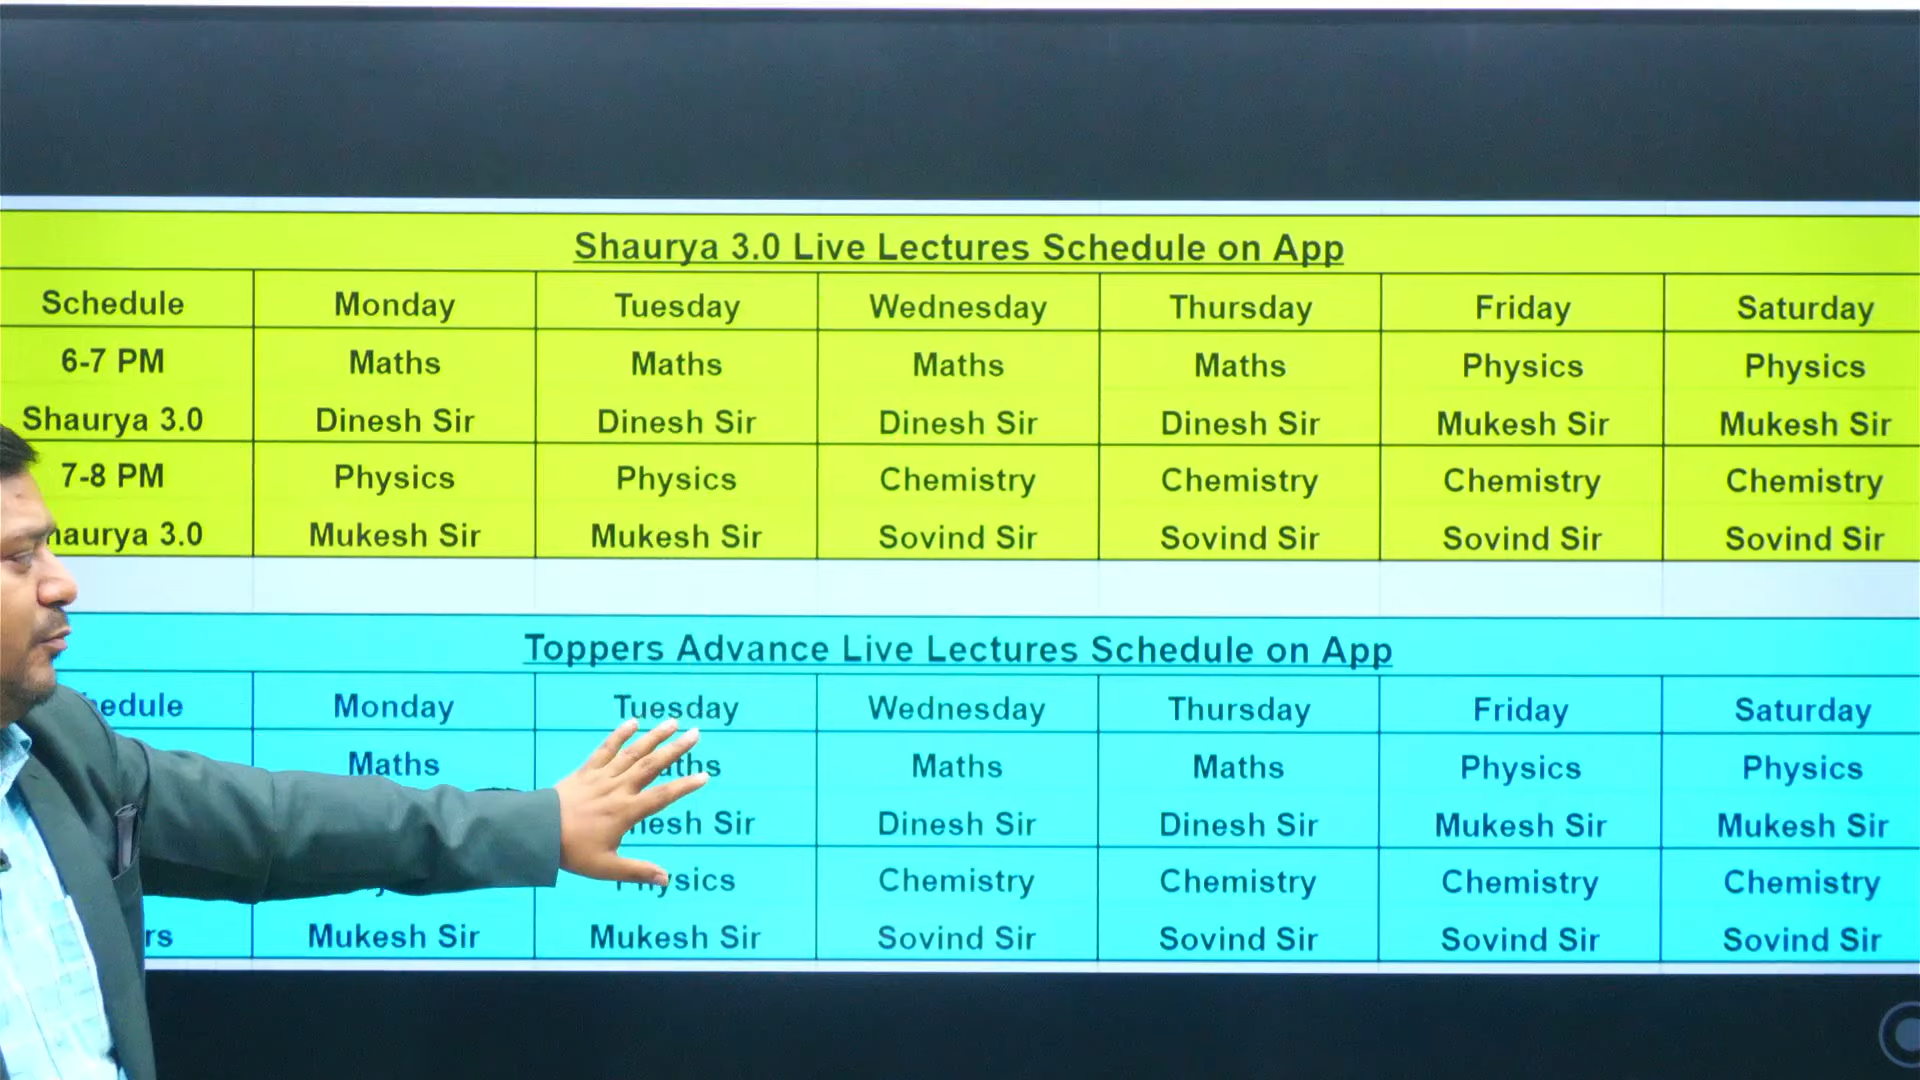 Shaurya 3.0 Live Lectures Schedule on App
Schedule Monday Tuesday Wednesday Thursday Friday Saturday
6-7 PM Maths Maths Maths Maths Physics Physics
Shaurya 3.0 Dinesh Sir Dinesh Sir Dinesh Sir Dinesh Sir Mukesh Sir Mukesh Sir
7-8 PM Physics Physics Chemistry Chemistry Chemistry Chemistry
3.0 Mukesh Sir Mukesh Sir Sovind Sir Sovind Sir Sovind Sir Sovind Sir
Toppers Advance Live Lectures Schedule on App
Monday Tuesday Wednesday Thursday Friday Saturday
Maths Maths Maths Physics Physics
Sir Dinesh Sir Dinesh Sir Mukesh Sir Mukesh Sir
Chemistry Chemistry Chemistry Chemistry
Mukesh Sir Mukesh Sir Sovind Sir Sovind Sir Sovind Sir Sovind Sir